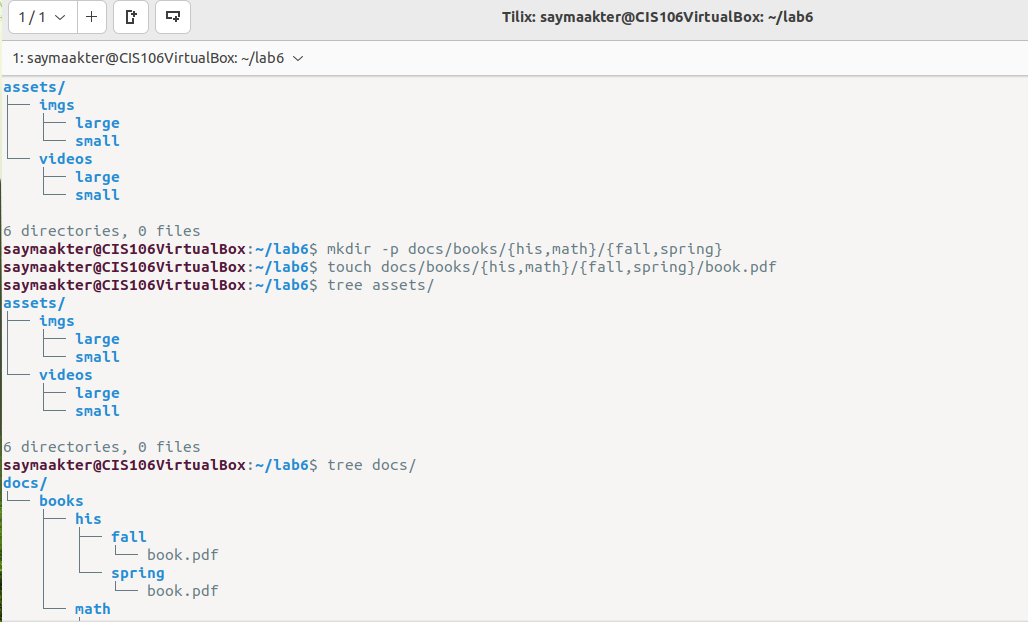 1 / 1
Tilix: saymaakter@CIS106VirtualBox: ~/lab6
1: saymaakter@CIS106VirtualBox: ~/lab6
assets/
├── imgs
│   ├── large
│   └── small
└── videos
    ├── large
    └── small

6 directories, 0 files
saymaakter@CIS106VirtualBox:~/lab6$ mkdir -p docs/books/{his,math}/{fall,spring}
saymaakter@CIS106VirtualBox:~/lab6$ touch docs/books/{his,math}/{fall,spring}/book.pdf
saymaakter@CIS106VirtualBox:~/lab6$ tree assets/
assets/
├── imgs
│   ├── large
│   └── small
└── videos
    ├── large
    └── small

6 directories, 0 files
saymaakter@CIS106VirtualBox:~/lab6$ tree docs/
docs/
└── books
    ├── his
    │   ├── fall
    │   │   └── book.pdf
    │   └── spring
    │       └── book.pdf
    └── math